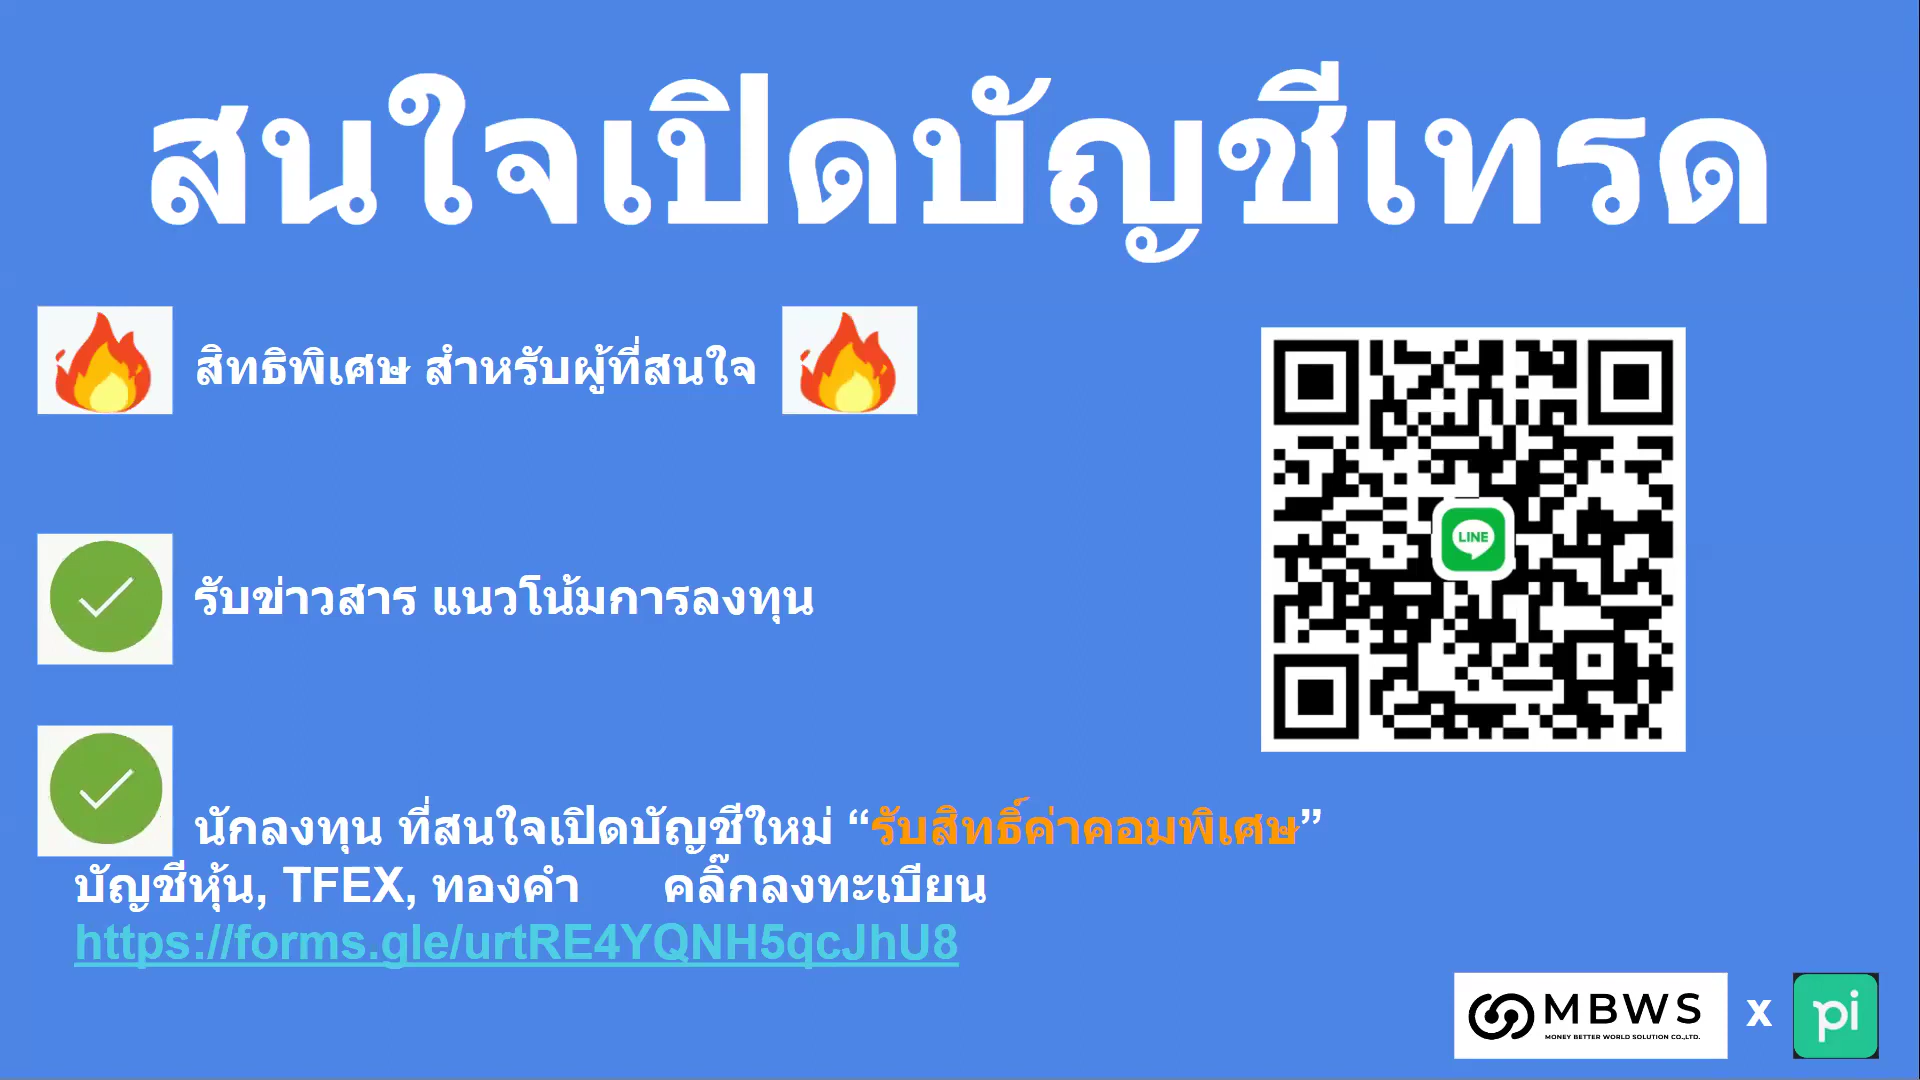 สนใจเปิดบัญชีเทรด
สิทธิพิเศษ สำหรับผู้ที่สนใจ
LINE
รับข่าวสาร แนวโน้มการลงทุน
นักลงทุน ที่สนใจเปิดบัญชีใหม่ “รับสิทธิ์ค่าคอมพิเศษ”
บัญชีหุ้น, TFEX, ทองคำ คลิ๊กลงทะเบียน
https://forms.gle/urtRE4YQNH5qcJhU8
MBWS x pi
MONEY BETTER WORLD SOLUTION CO.,LTD.